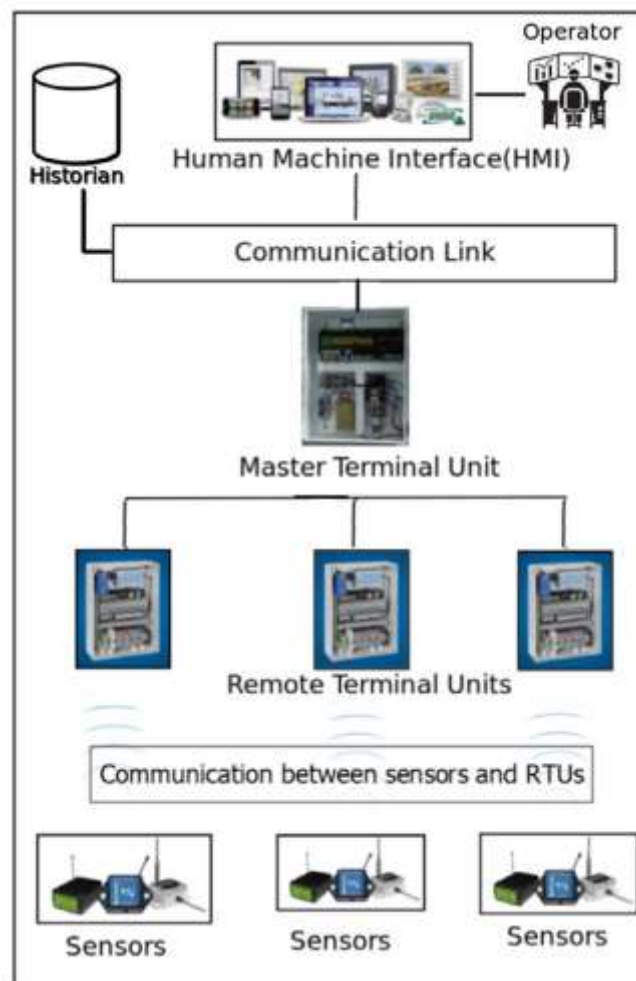 Operator
Human Machine Interface(HMI)
Historian
Communication Link
Master Terminal Unit
Remote Terminal Units
Communication between sensors and RTUs
Sensors
Sensors
Sensors